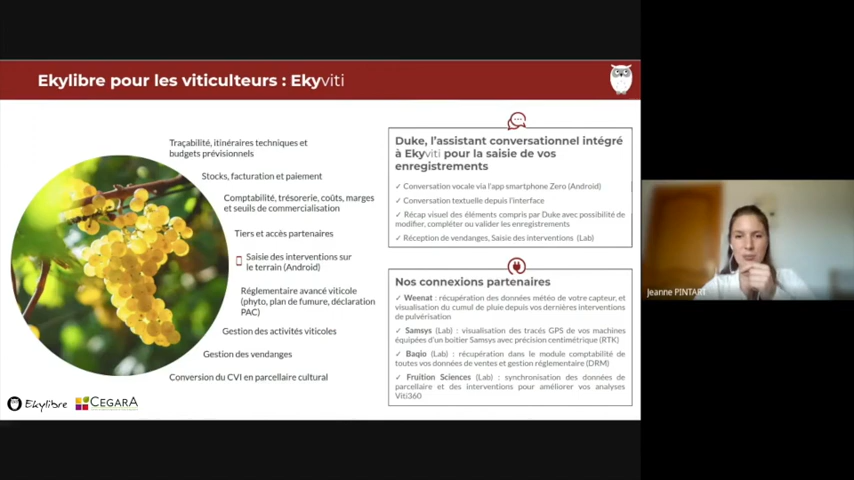 Ekylibre pour les viticulteurs : Ekyviti
Traçabilité, itinéraires techniques et
budgets prévisionnels
Stocks, facturation et paiement
Comptabilité, trésorerie, coûts, marges
et seuils de commercialisation
Tiers et accès partenaires
Saisie des interventions sur
le terrain (Android)
Réglementaire avancé viticole
(phyto, plan de fumure, déclaration
PAC)
Gestion des activités viticoles
Gestion des vendanges
Conversion du CVI en parcellaire cultural
Duke, l'assistant conversationnel intégré
à Ekyviti pour la saisie de vos
enregistrements
✓ Conversation vocale via l'app smartphone Zero (Android)
✓ Conversation textuelle depuis l'interface
✓ Récap visuel des éléments compris par Duke avec possibilité de
modifier, compléter ou valider les enregistrements
✓ Réception de vendanges, Saisie des interventions (Lab)
Nos connexions partenaires
✓ Weenat : récupération des données météo de votre capteur, et
visualisation du cumul de pluie depuis vos dernières interventions
de pulvérisation
✓ Samsys (Lab) : visualisation des tracés GPS de vos machines
équipées d'un boitier Samsys avec précision centimétrique (RTK)
✓ Baqio (Lab) : récupération dans le module comptabilité de
toutes vos données de ventes et gestion réglementaire (DRM)
✓ Fruition Sciences (Lab) : synchronisation des données de
parcellaire et des interventions pour améliorer vos analyses
Viti360
Ekylibre
CEGARA
Jeanne PINTART